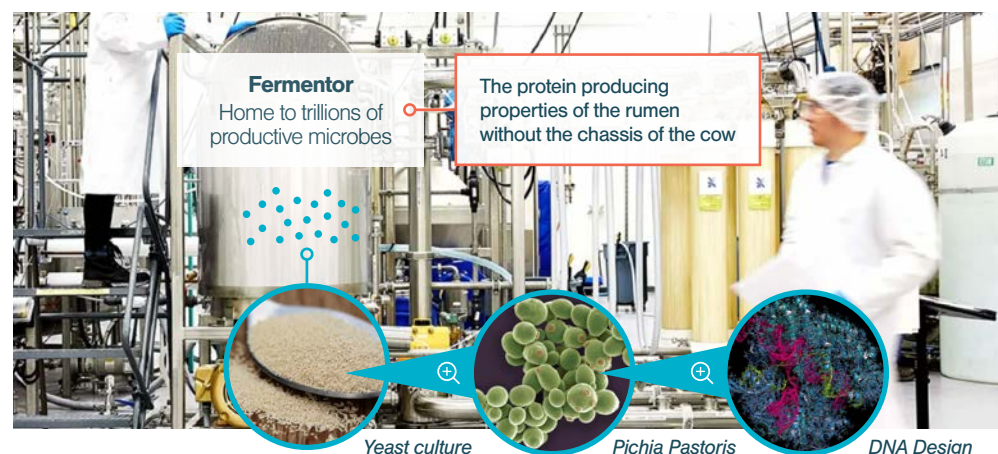 Fermentor
Home to trillions of
productive microbes
The protein producing
properties of the rumen
without the chassis of the cow
Yeast culture
Pichia Pastoris
DNA Design